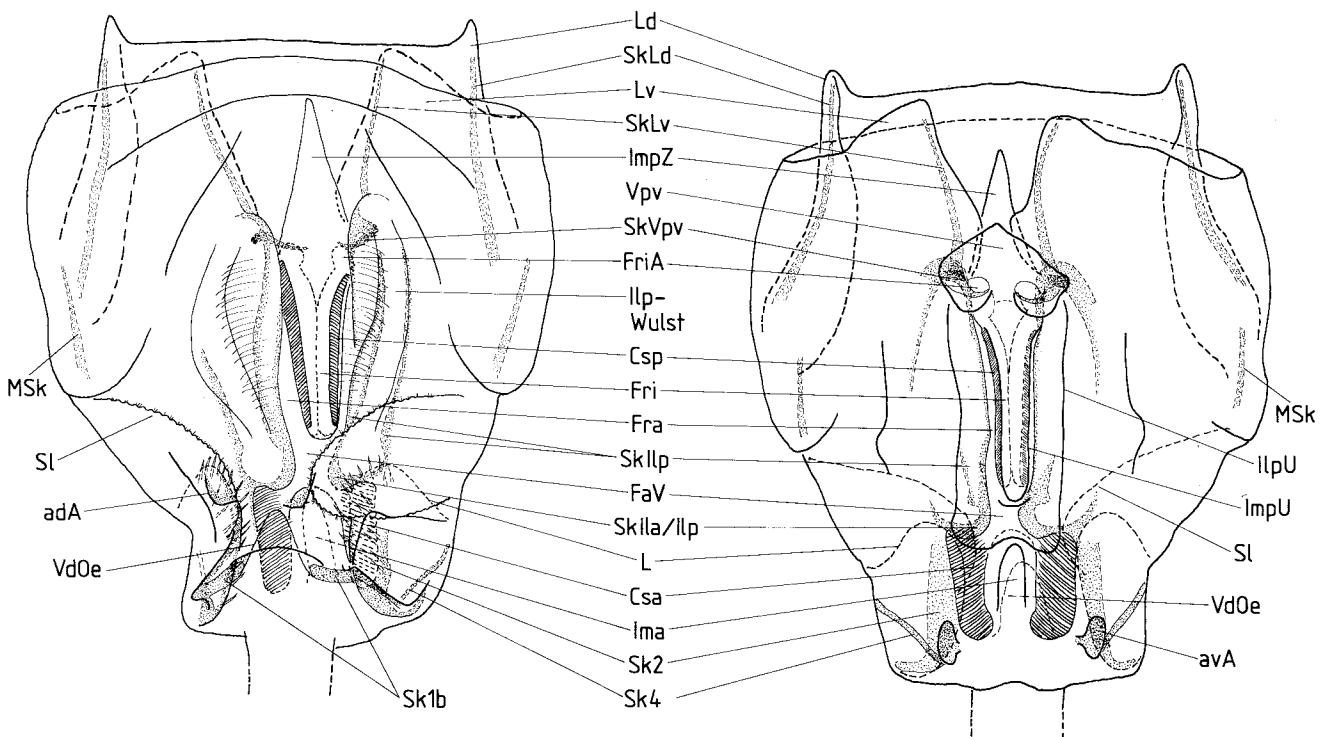 Ld
SkLd
Lv
SkLv
ImpZ
Vpv
SkVpv
FriA
Ilp-
Wulst
Csp
Fri
Fra
SkIlp
FaV
SkIla/Ilp
L
Csa
Ima
Sk2
Sk4
MSk
Sl
adA
VdOe
Sk1b
MSk
IlpU
ImpU
Sl
VdOe
avA